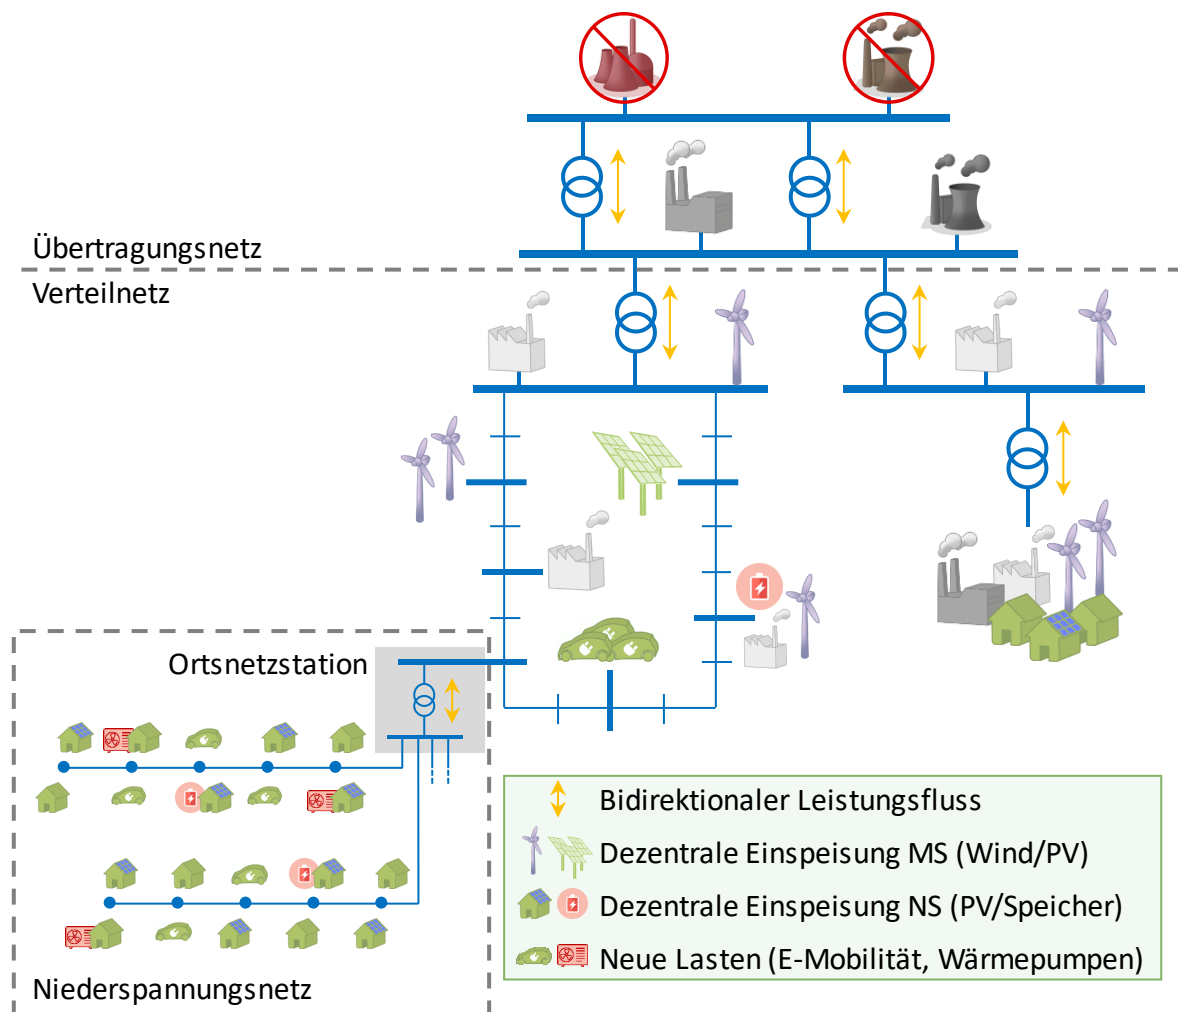 Übertragungsnetz
Verteilnetz
Ortsnetzstation
Niederspannungsnetz
Bidirektionaler Leistungsfluss
Dezentrale Einspeisung MS (Wind/PV)
Dezentrale Einspeisung NS (PV/Speicher)
Neue Lasten (E-Mobilität, Wärmepumpen)